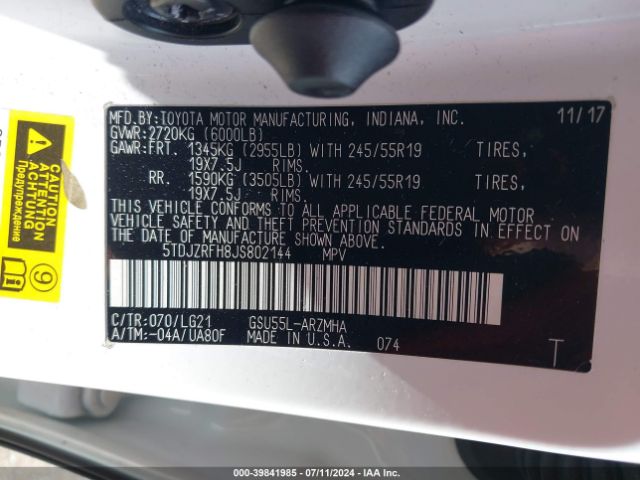 MFD.BY:TOYOTA MOTOR MANUFACTURING, INDIANA, INC. 11/17
GVWR:2720KG (6000LB)
GAWR:FRT. 1345KG (2955LB) WITH 245/55R19 TIRES,
19X7.5J RIMS.
RR. 1590KG (3505LB) WITH 245/55R19 TIRES,
19X7.5J RIMS.
THIS VEHICLE CONFORMS TO ALL APPLICABLE FEDERAL MOTOR
VEHICLE SAFETY AND THEFT PREVENTION STANDARDS IN EFFECT ON
THE DATE OF MANUFACTURE SHOWN ABOVE.
5TDJZRFH8JS802144 MPV
C/TR:070/LG21 GSU55L-ARZMHA
A/TM:-04A/UA80F MADE IN U.S.A. 074
T
ATTENTION
ACHTUNG
9
000-39841985 / 07/11/2024 / IAA Inc.